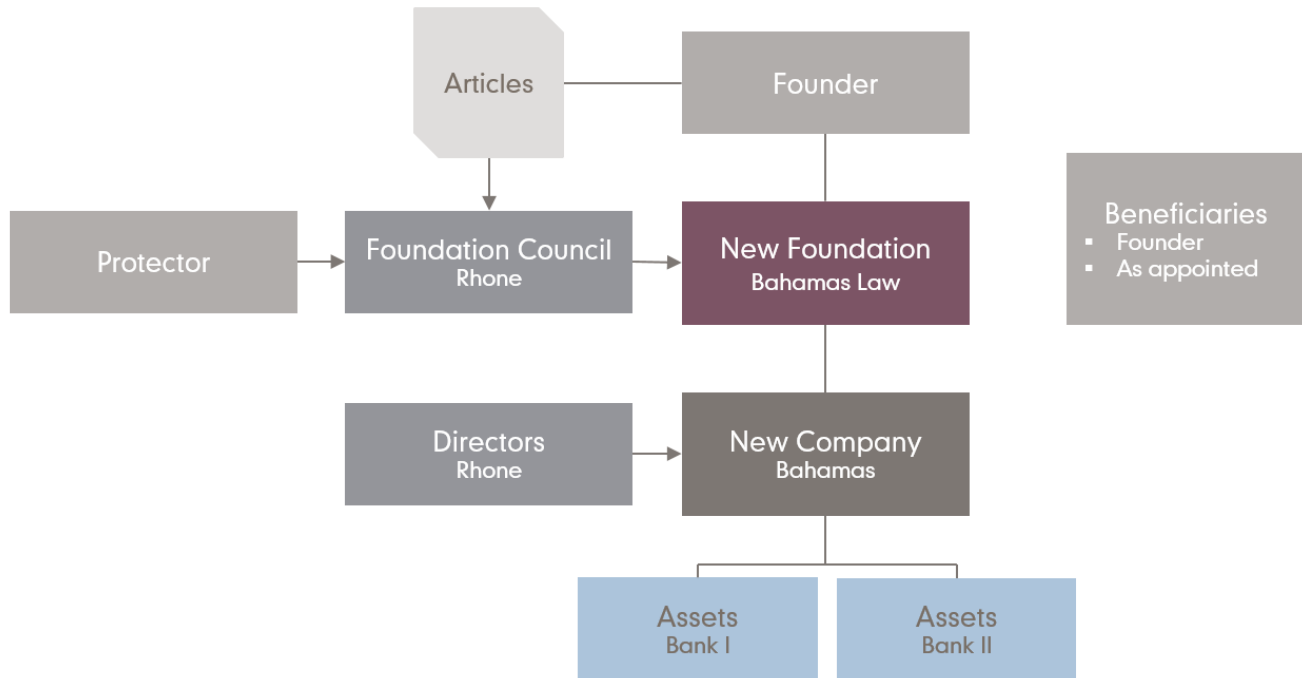 Articles
Founder
Beneficiaries
▪ Founder
▪ As appointed
Protector
Foundation Council
Rhone
New Foundation
Bahamas Law
Directors
Rhone
New Company
Bahamas
Assets
Bank I
Assets
Bank II